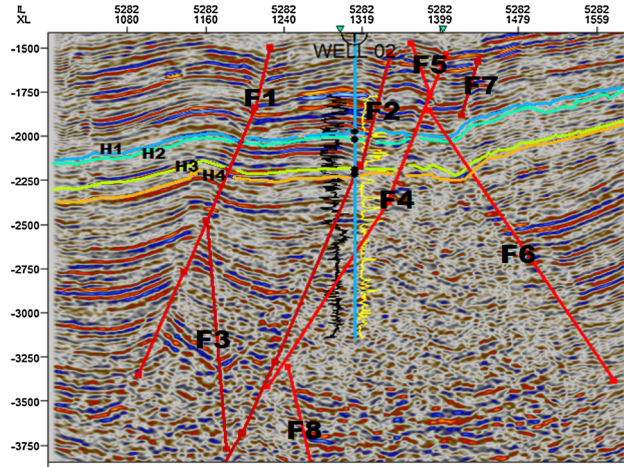 IL 5282 5282 5282 5282 5282 5282 5282
XL 1080 1160 1240 1319 1399 1479 1559
-1500
WELL_02
F5
F1
F7
-1750
F2
-2000
H1
H2
H3
H4
-2250
F4
-2500
F6
-2750
-3000
F3
-3250
-3500
F8
-3750